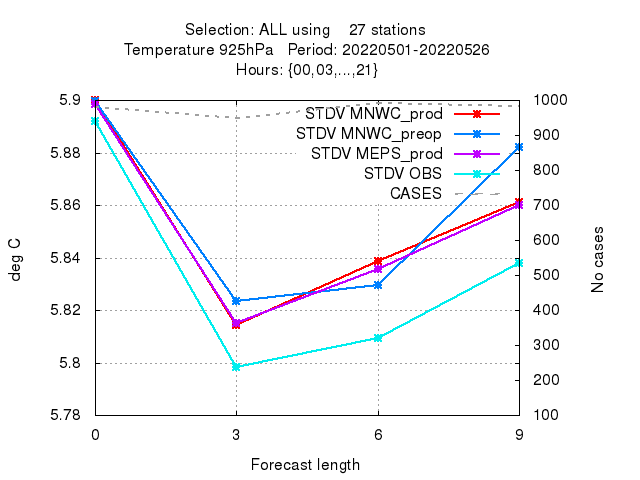 Selection: ALL using    27 stations
Temperature 925hPa   Period: 20220501-20220526
Hours: {00,03,...,21}
5.9
5.88
5.86
5.84
5.82
5.8
5.78
deg C
STDV MNWC_prod
STDV MNWC_preop
STDV MEPS_prod
STDV OBS
CASES
1000
900
800
700
600
500
400
300
200
100
No cases
0 3 6 9
Forecast length